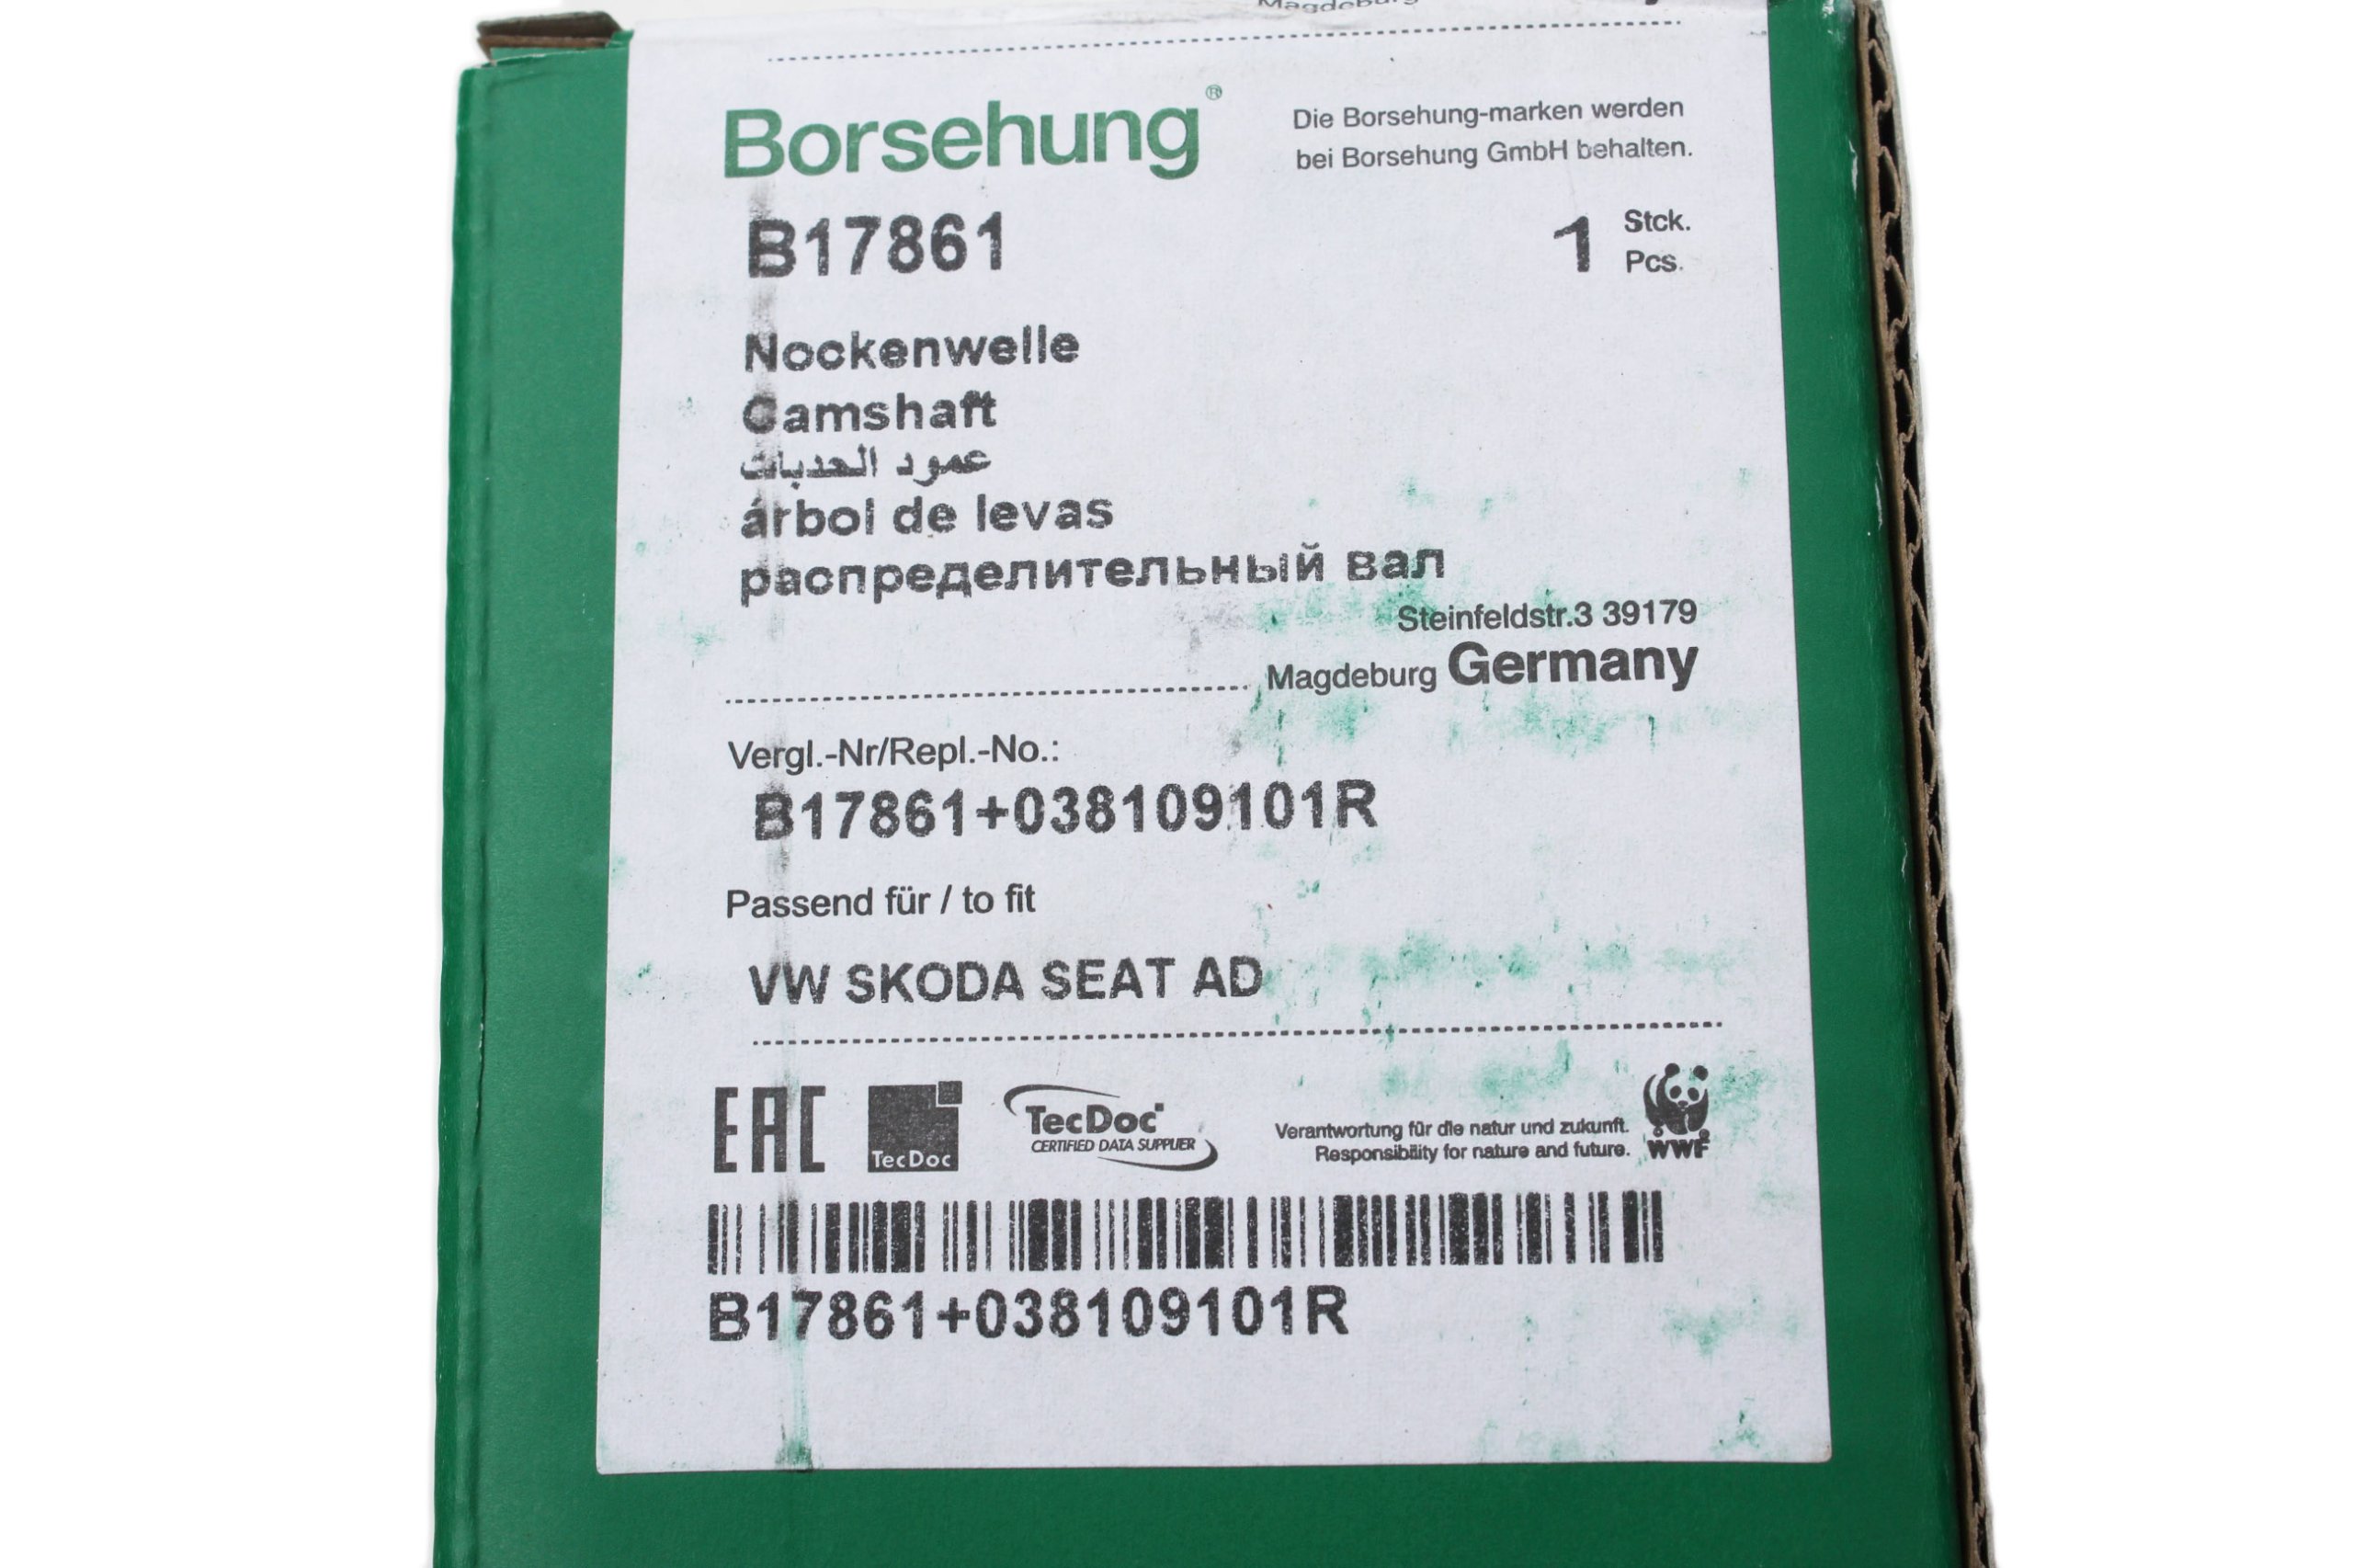 Magdeburg
Borsehung®
Die Borsehung-marken werden
bei Borsehung GmbH behalten.
B17861
1 Stck.
Pcs.
Nockenwelle
Camshaft
عمود الحدبات
árbol de levas
распределительный вал
Steinfeldstr.3 39179
Magdeburg Germany
Vergl.-Nr/Repl.-No.:
B17861+038109101R
Passend für / to fit
VW SKODA SEAT AD
EAC
TecDoc
TecDoc
CERTIFIED DATA SUPPLIER
Verantwortung für die natur und zukunft.
Responsibility for nature and future.
WWF
B17861+038109101R